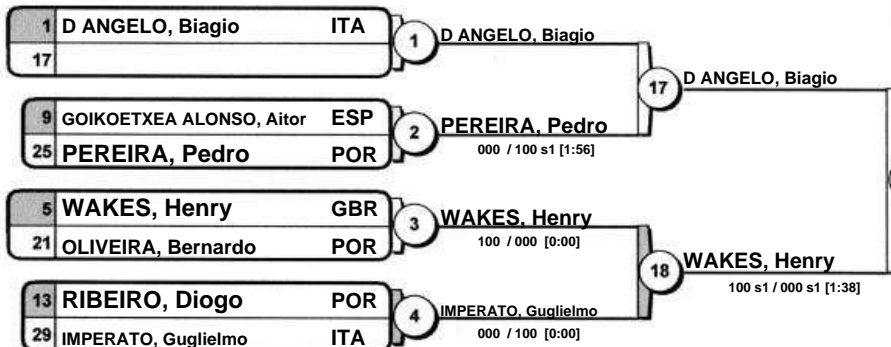 1 D ANGELO, Biagio ITA
17
1 D ANGELO, Biagio
17 D ANGELO, Biagio
9 GOIKOETXEA ALONSO, Aitor ESP
25 PEREIRA, Pedro POR
2 PEREIRA, Pedro
000 / 100 s1 [1:56]
5 WAKES, Henry GBR
21 OLIVEIRA, Bernardo POR
3 WAKES, Henry
100 / 000 [0:00]
18 WAKES, Henry
100 s1 / 000 s1 [1:38]
13 RIBEIRO, Diogo POR
29 IMPERATO, Guglielmo ITA
4 IMPERATO, Guglielmo
000 / 100 [0:00]